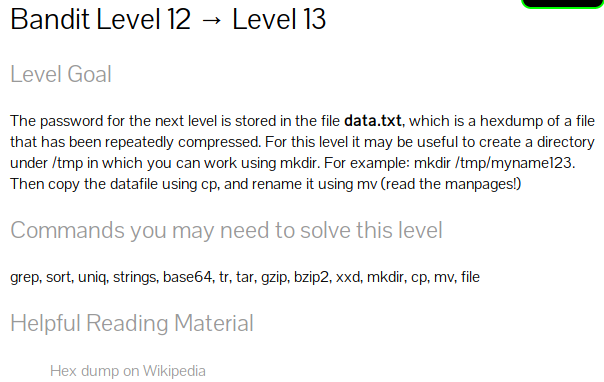 Bandit Level 12 → Level 13
Level Goal
The password for the next level is stored in the file data.txt, which is a hexdump of a file
that has been repeatedly compressed. For this level it may be useful to create a directory
under /tmp in which you can work using mkdir. For example: mkdir /tmp/myname123.
Then copy the datafile using cp, and rename it using mv (read the manpages!)
Commands you may need to solve this level
grep, sort, uniq, strings, base64, tr, tar, gzip, bzip2, xxd, mkdir, cp, mv, file
Helpful Reading Material
Hex dump on Wikipedia